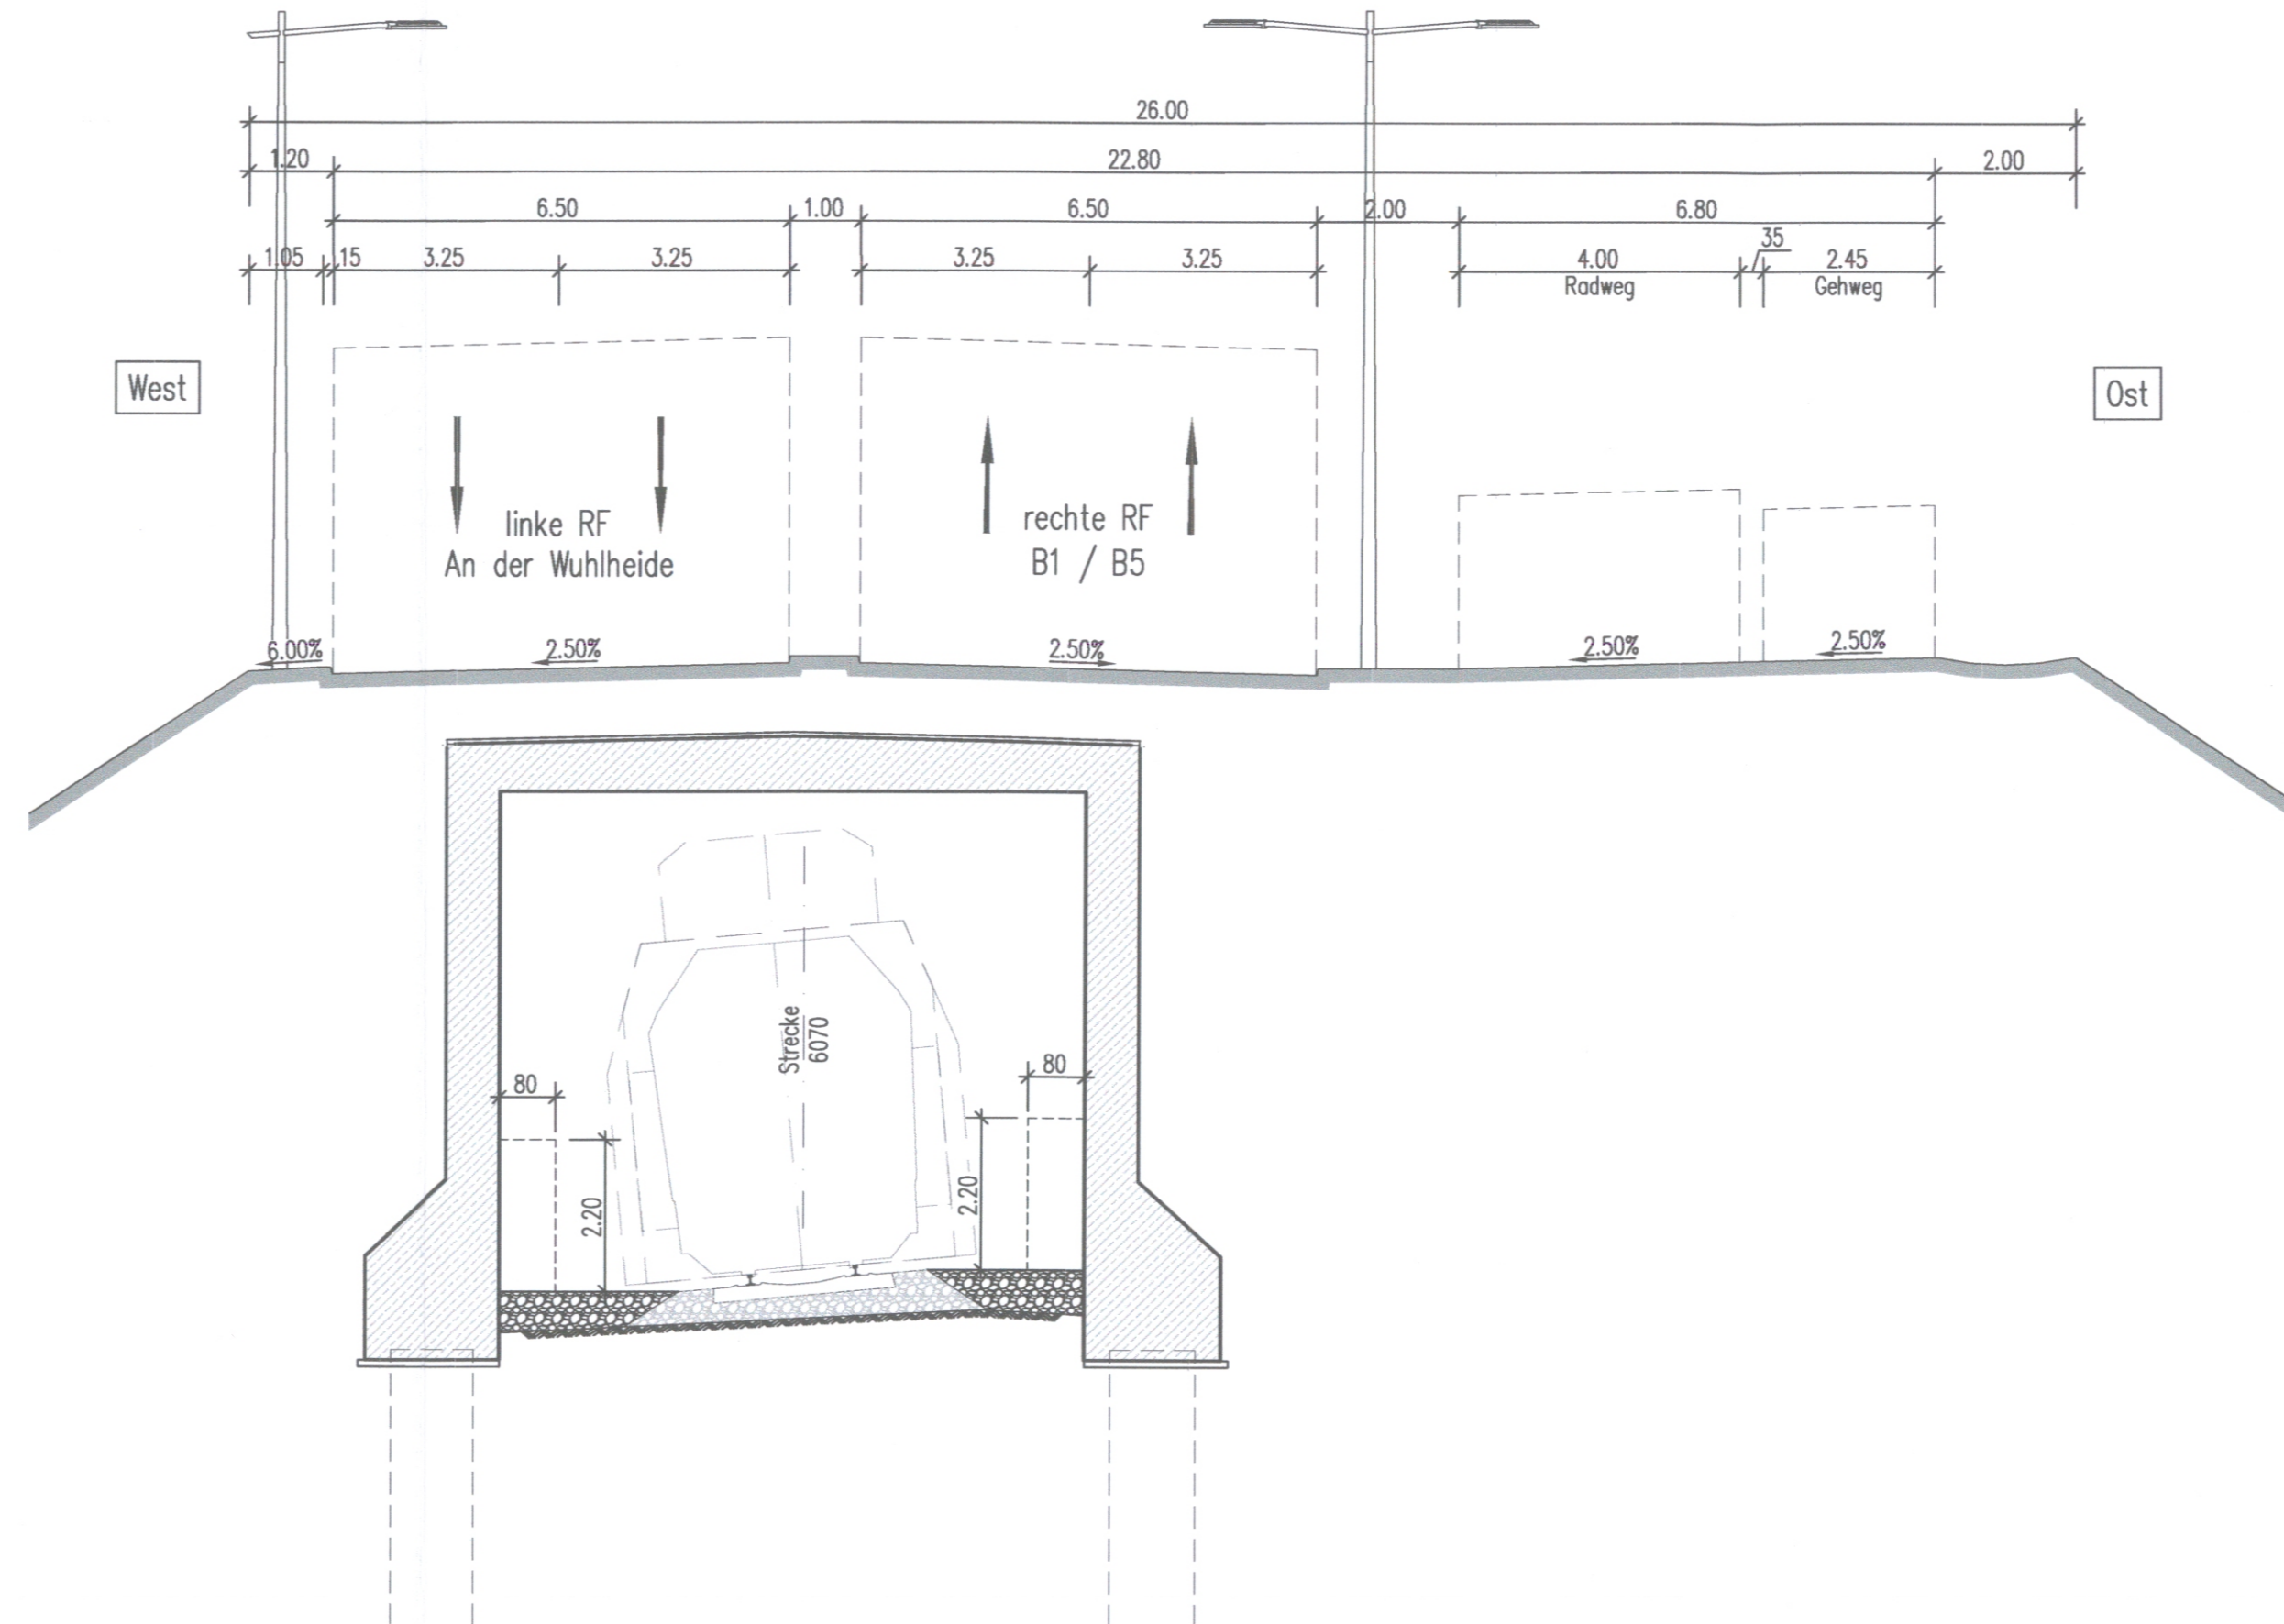 26.00
1.20 22.80 2.00
6.50 1.00 6.50 2.00 6.80
1.05 15 3.25 3.25 3.25 3.25 4.00 35 2.45
Radweg Gehweg
West Ost
linke RF
An der Wuhlheide
rechte RF
B1 / B5
6.00% 2.50% 2.50% 2.50% 2.50%
Strecke
6070
80 80
2.20 2.20